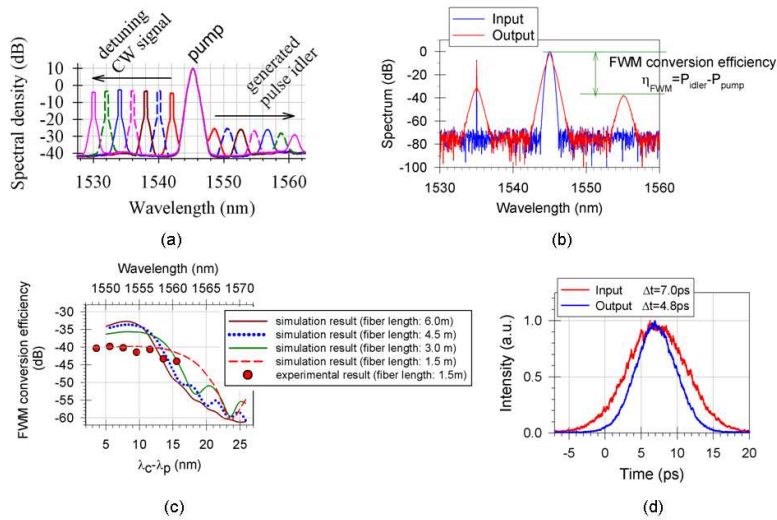 detuning
CW signal
pump
generated
pulse idler
Spectral density (dB)
10
0
-10
-20
-30
-40
1530
1540
1550
1560
Wavelength (nm)
(a)
Input
Output
FWM conversion efficiency
ηFWM=Pidler-Ppump
Spectrum (dB)
0
-20
-40
-60
-80
-100
1530
1540
1550
1560
Wavelength (nm)
(b)
Wavelength (nm)
1550
1555
1560
1565
1570
FWM conversion efficiency
(dB)
-30
-35
-40
-45
-50
-55
-60
simulation result (fiber length: 6.0m)
simulation result (fiber length: 4.5 m)
simulation result (fiber length: 3.0 m)
simulation result (fiber length: 1.5 m)
experimental result (fiber length: 1.5m)
5
10
15
20
25
λc-λp (nm)
(c)
Input Δt=7.0ps
Output Δt=4.8ps
Intensity (a.u.)
1.0
0.5
0.0
-5
0
5
10
15
20
Time (ps)
(d)